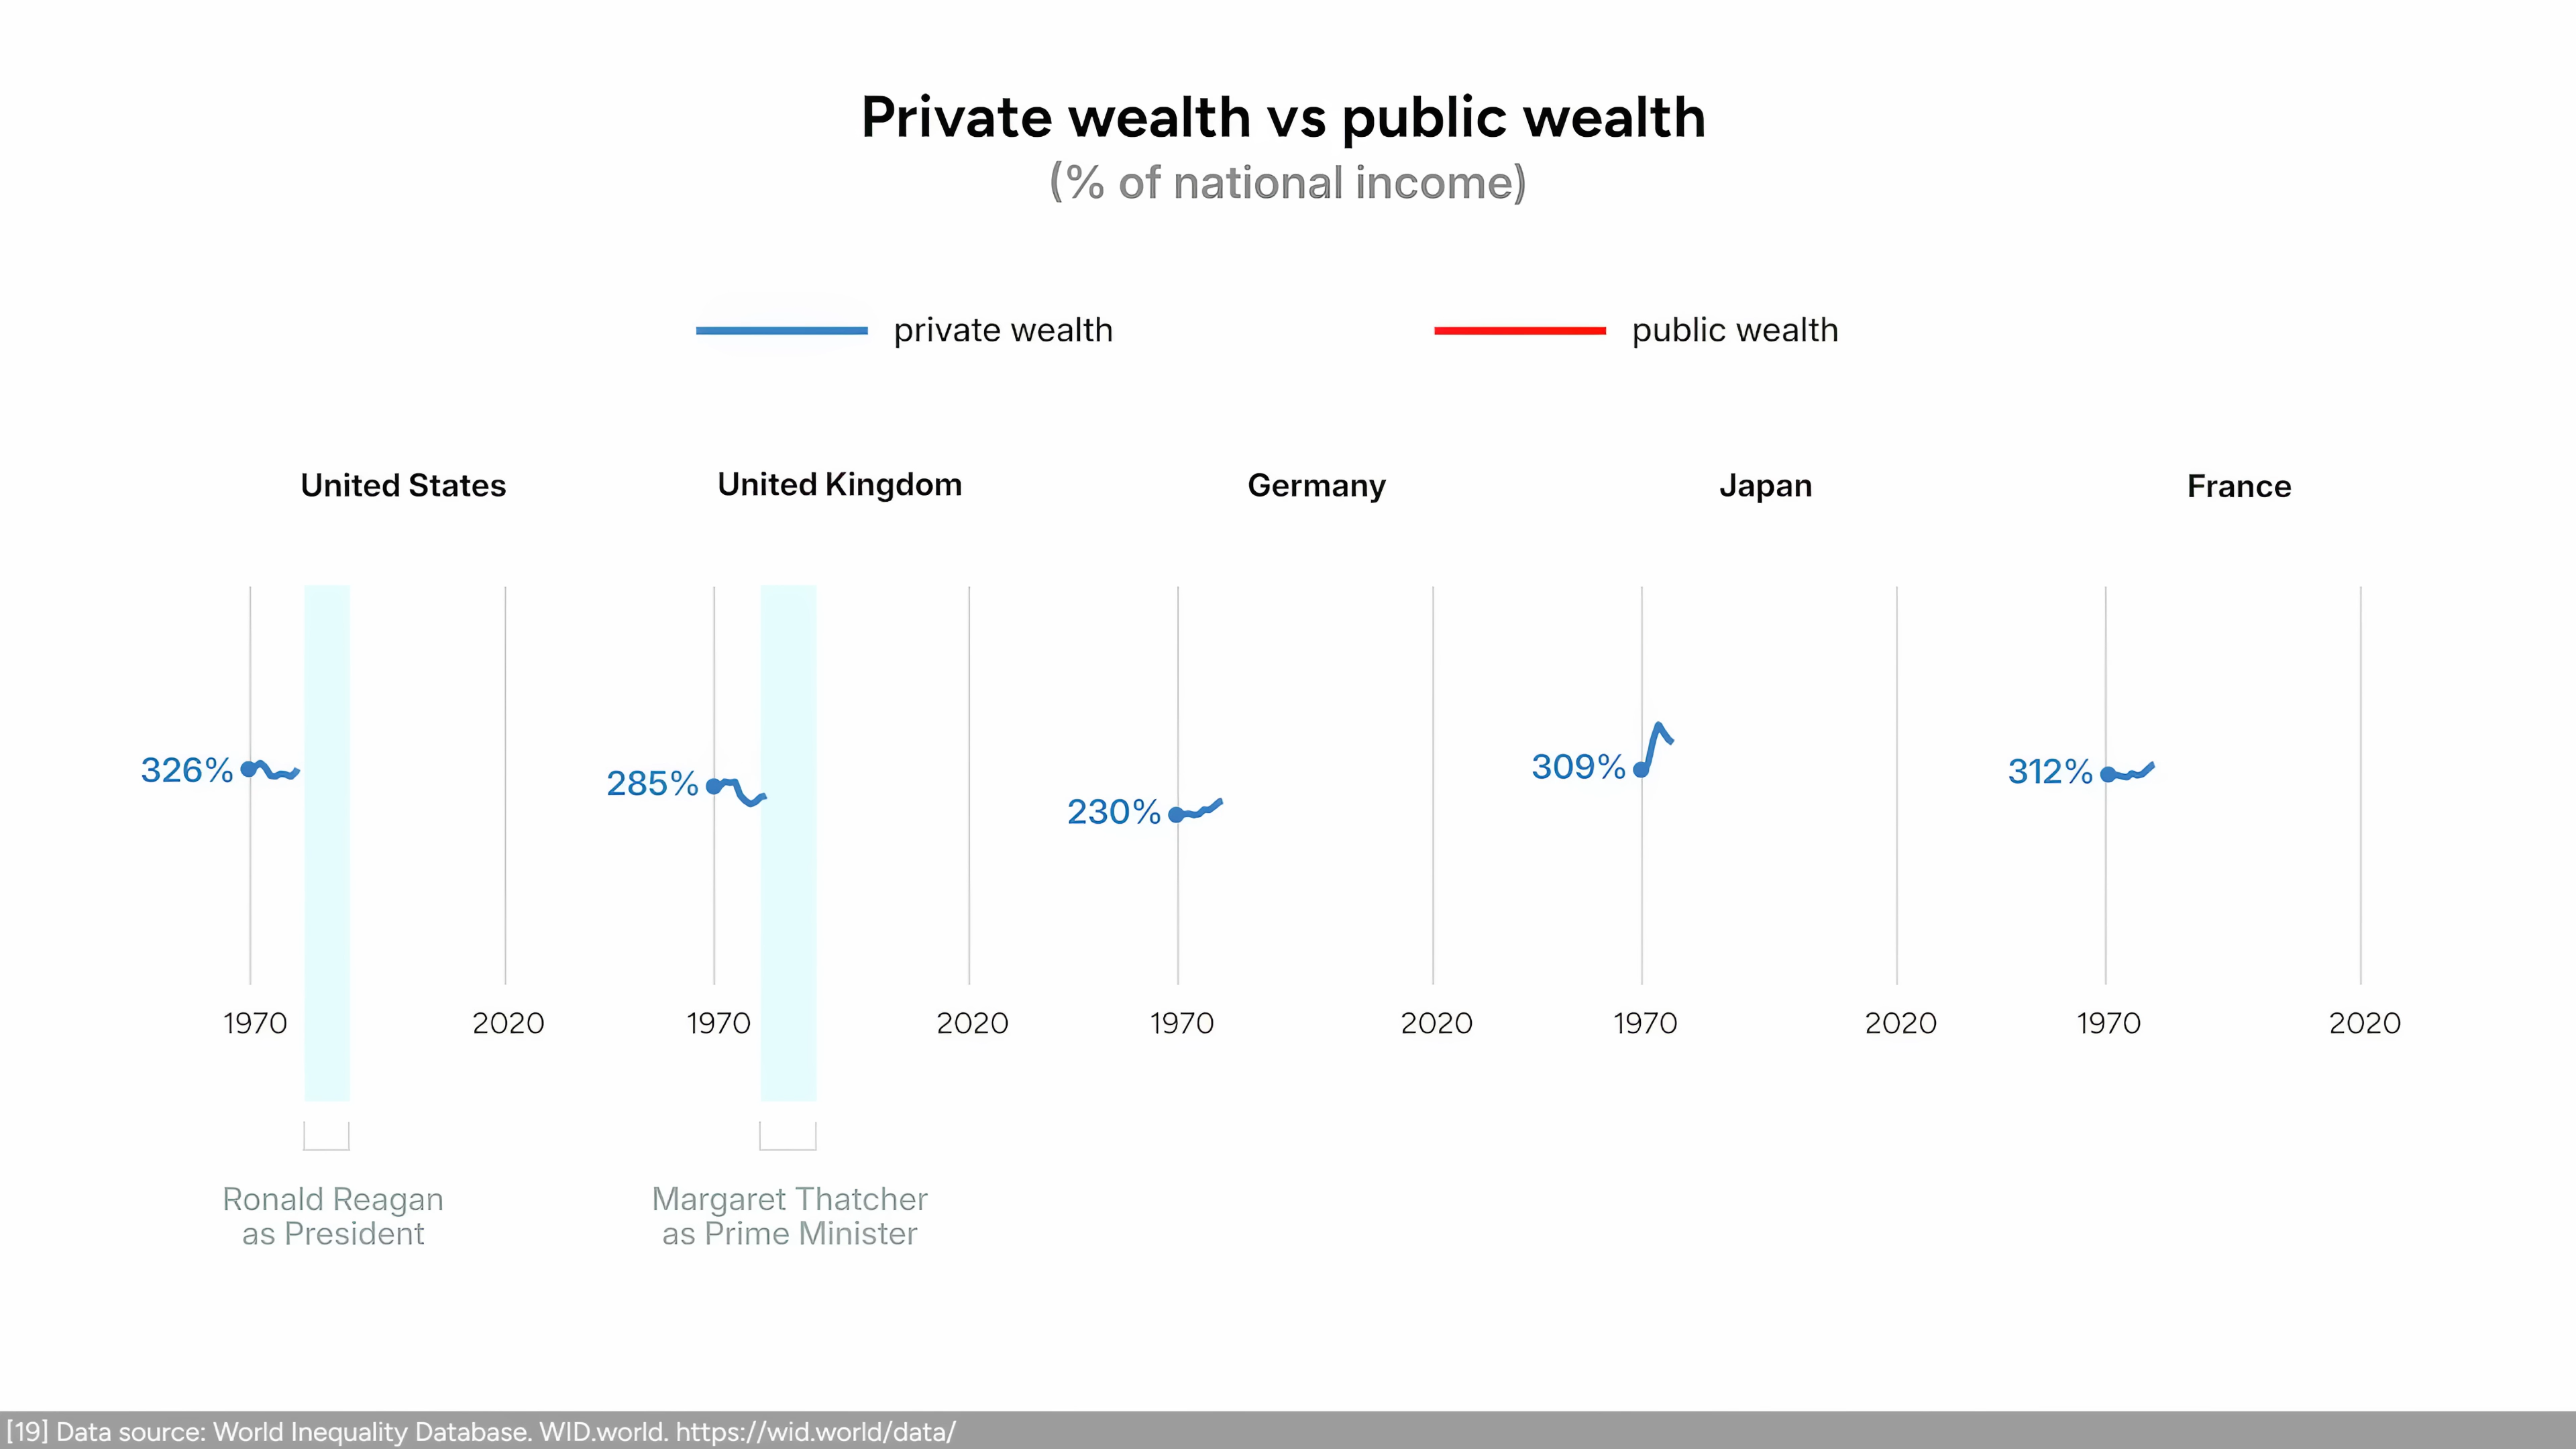 Private wealth vs public wealth
(% of national income)
private wealth
public wealth
United States
United Kingdom
Germany
Japan
France
326%
285%
230%
309%
312%
1970
2020
1970
2020
1970
2020
1970
2020
1970
2020
Ronald Reagan
as President
Margaret Thatcher
as Prime Minister
[19] Data source: World Inequality Database. WID.world. https://wid.world/data/